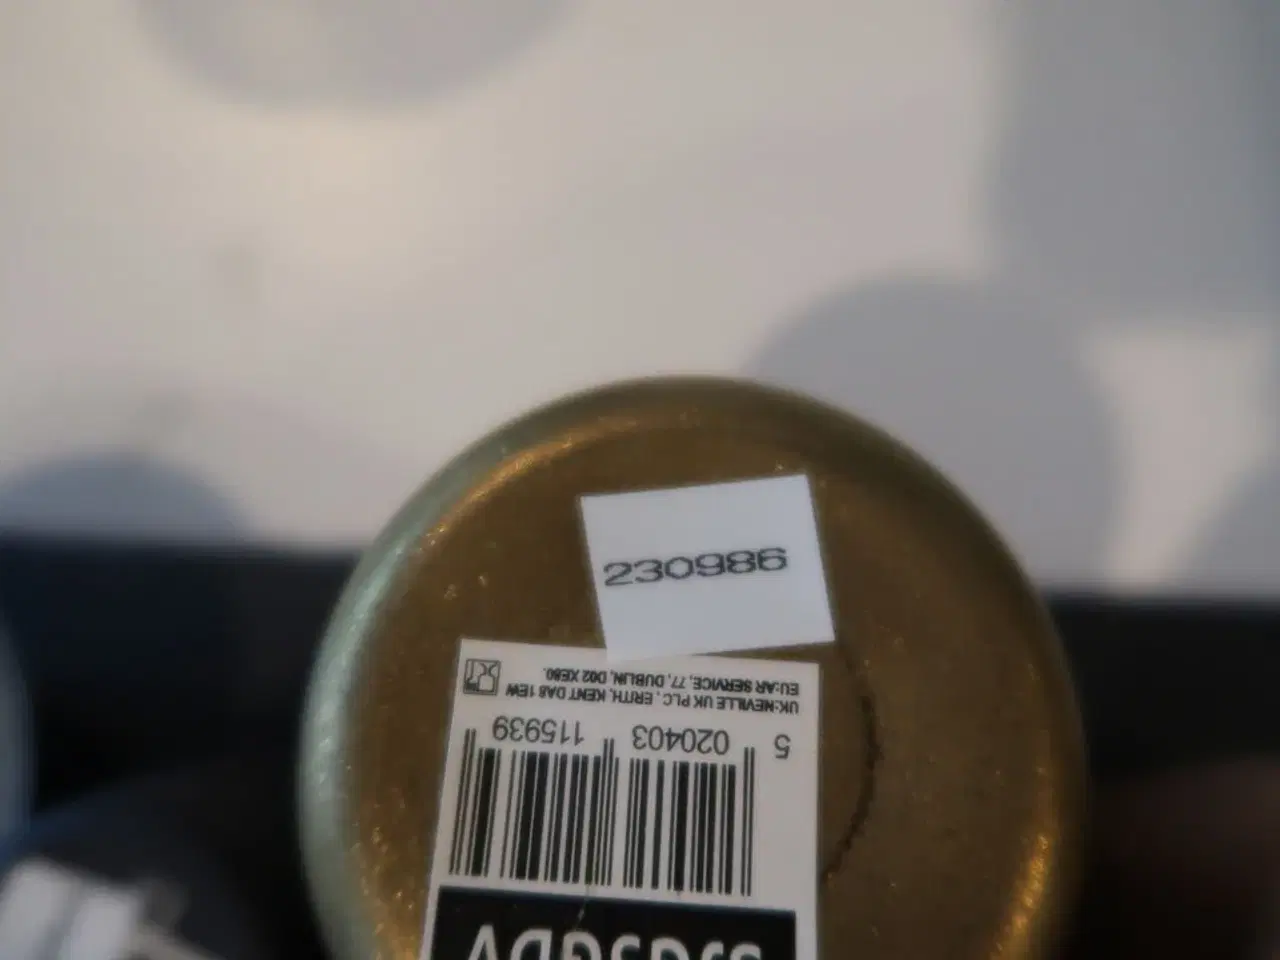 230986
5 020403 115939
UK:NEVILLE UK PLC , ERITH, KENT DA8 1EW
EU:AR SERVICE, 77, DUBLIN, D02 XE80.